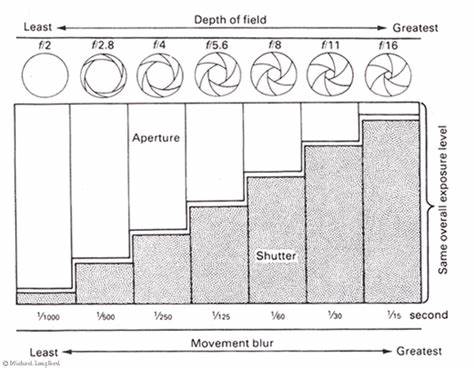 Depth of field
Least Greatest
f/2 f/2.8 f/4 f/5.6 f/8 f/11 f/16
Aperture
Shutter
Same overall exposure level
1/1000 1/500 1/250 1/125 1/60 1/30 1/15 second
Movement blur
Least Greatest
© Michael Langford